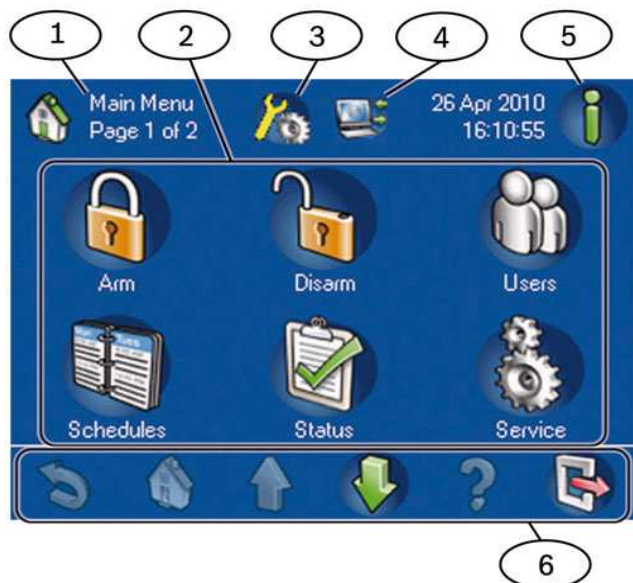 1 2 3 4 5
Main Menu
Page 1 of 2
26 Apr 2010
16:10:55
Arm Disarm Users
Schedules Status Service
?
6